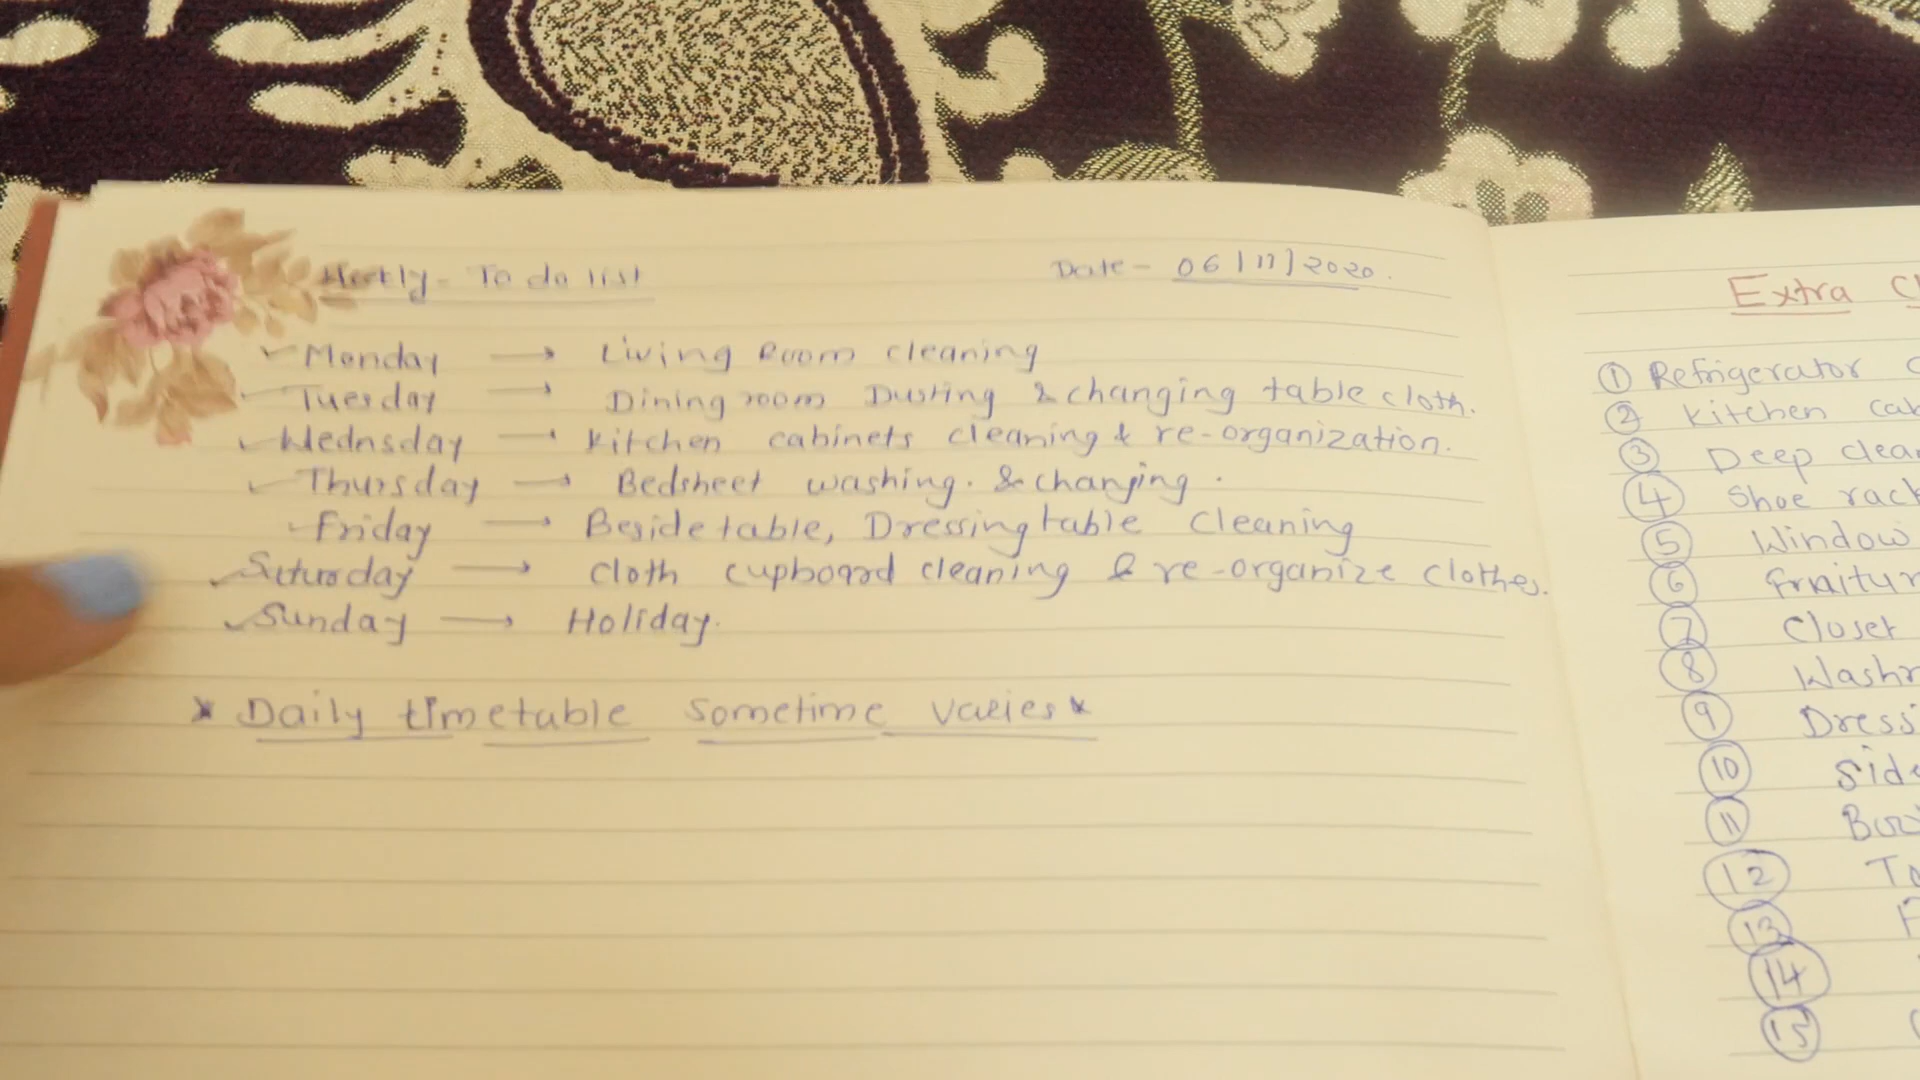 Weekly - To do list
Date - 06/11/2020.
Monday → Living Room cleaning
Tuesday → Dining room Dusting & changing table cloth.
Wednsday → Kitchen cabinets cleaning & re-organization.
Thursday → Bedsheet washing. & changing.
Friday → Beside table, Dressing table cleaning
Saturday → Cloth cupboard cleaning & re-organize clothes.
Sunday → Holiday.
* Daily timetable sometime varies *
Extra
① Refrigerator
② Kitchen
③ Deep
④ Shoe rack
⑤ Window
⑥
⑦ Closet
⑧
⑨
⑩
⑪
⑫
⑬
⑭
⑮